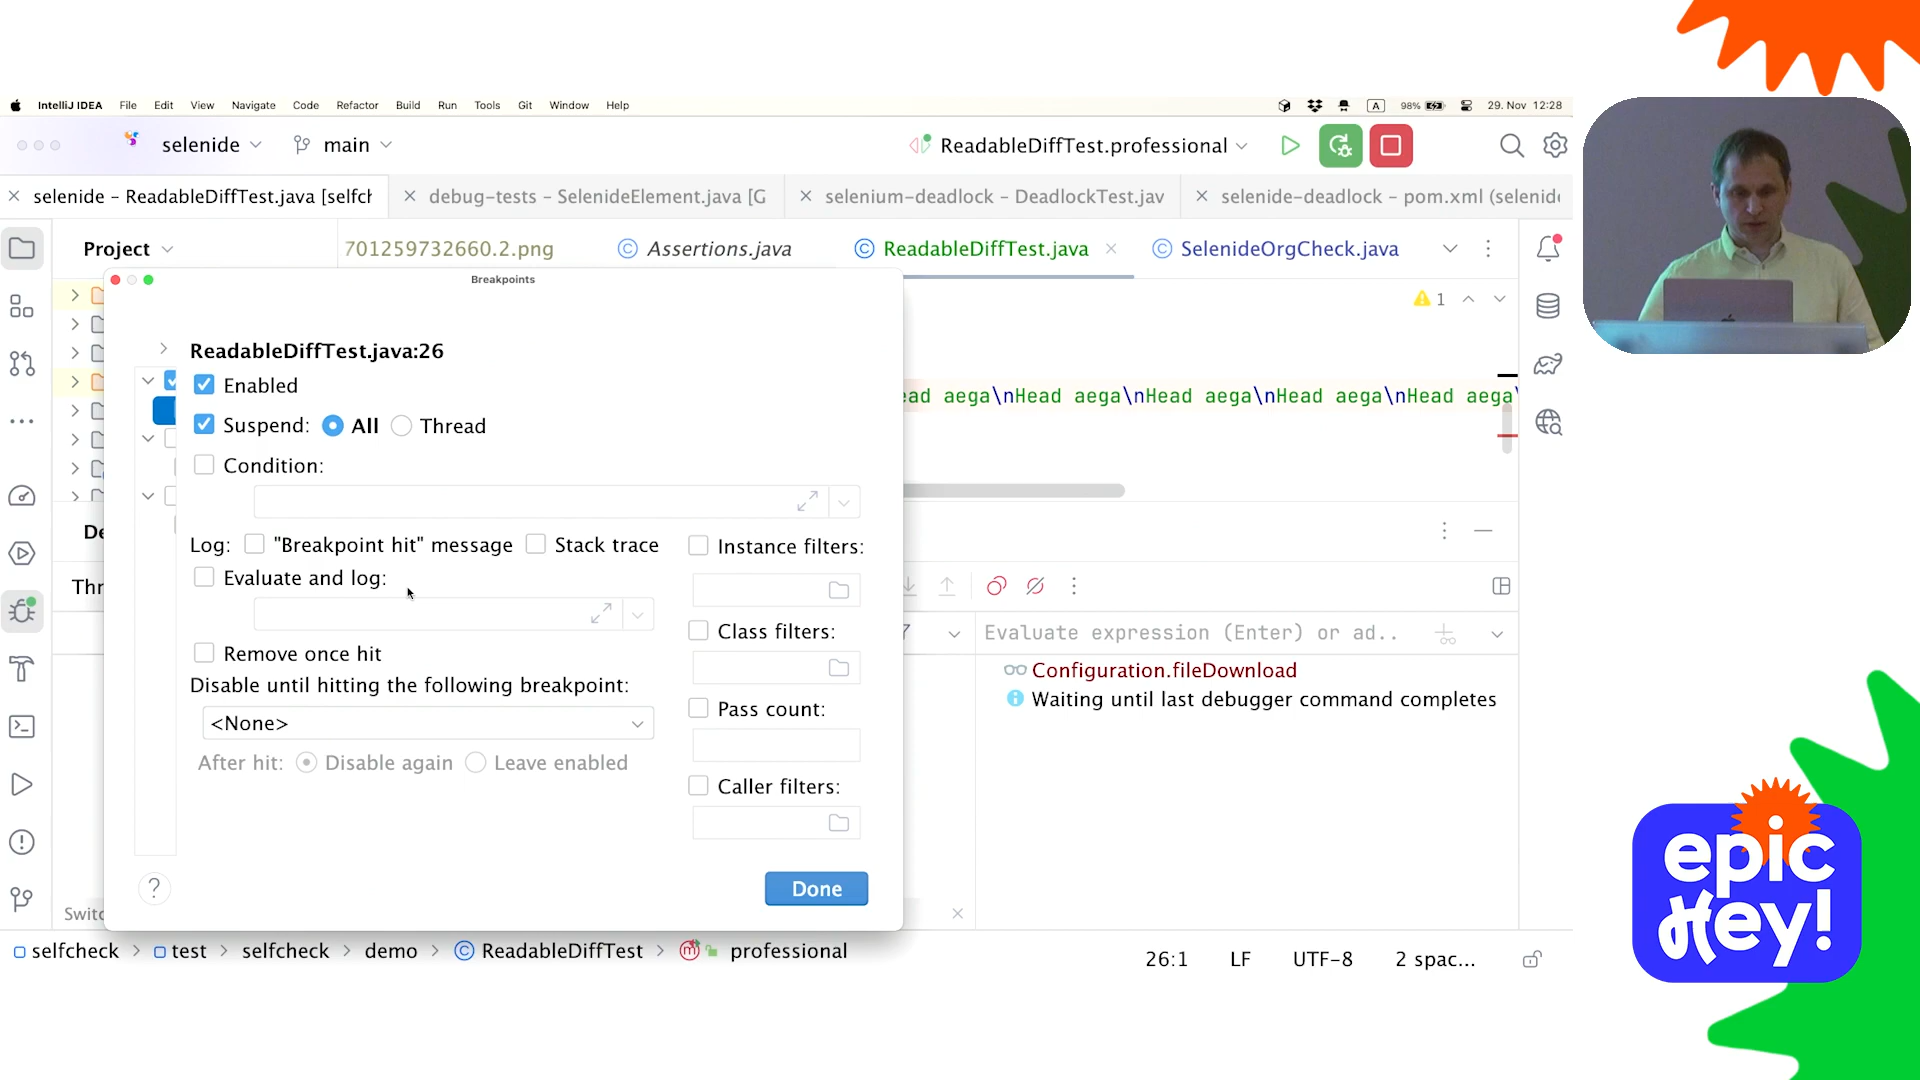 IntelliJ IDEA File Edit View Navigate Code Refactor Build Run Tools Git Window Help A 98% 29. Nov 12:28
selenide main ReadableDiffTest.professional
selenide – ReadableDiffTest.java [selfch debug-tests – SelenideElement.java [G selenium-deadlock – DeadlockTest.jav selenide-deadlock – pom.xml (selenide
Project 701259732660.2.png Assertions.java ReadableDiffTest.java SelenideOrgCheck.java
Breakpoints
1
ReadableDiffTest.java:26
Enabled
ead aega\nHead aega\nHead aega\nHead aega\nHead aega\
Suspend: All Thread
Condition:
De
Log: "Breakpoint hit" message Stack trace Instance filters:
Evaluate and log:
Thr
Class filters:
Evaluate expression (Enter) or ad..
Remove once hit
Configuration.fileDownload
Disable until hitting the following breakpoint:
Waiting until last debugger command completes
Pass count:
<None>
After hit: Disable again Leave enabled
Caller filters:
? Done
Switc
selfcheck > test > selfcheck > demo > ReadableDiffTest > professional
26:1 LF UTF-8 2 spac...
epic
Hey!